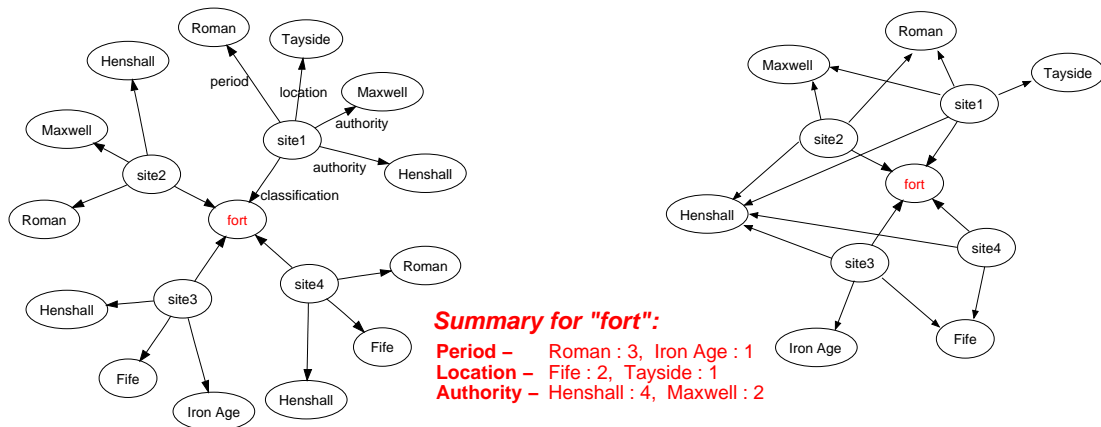 Roman
Tayside
Henshall
period
location
Maxwell
authority
Maxwell
site1
authority
site2
Henshall
classification
Roman
fort
Roman
site4
site3
Henshall
Fife
Fife
Henshall
Iron Age
Roman
Maxwell
Tayside
site1
site2
fort
Henshall
site4
site3
Iron Age
Fife
Summary for "fort":
Period – Roman : 3, Iron Age : 1
Location – Fife : 2, Tayside : 1
Authority – Henshall : 4, Maxwell : 2